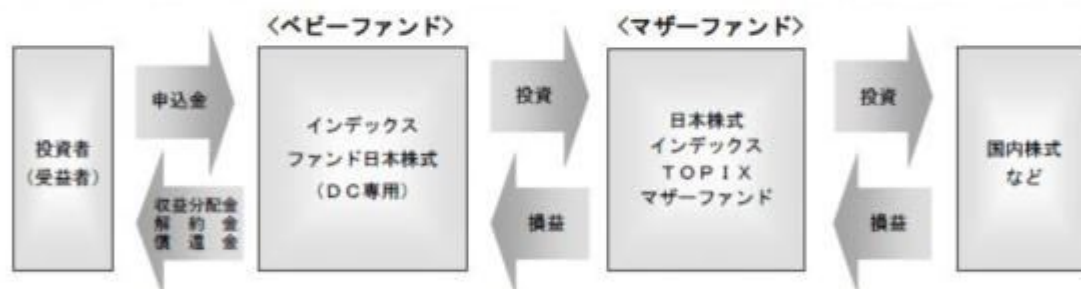 〈ベビーファンド〉
〈マザーファンド〉
投資者
（受益者）
申込金
収益分配金
解約金
償還金
インデックス
ファンド日本株式
（ＤＣ専用）
投資
損益
日本株式
インデックス
ＴＯＰＩＸ
マザーファンド
投資
損益
国内株式
など